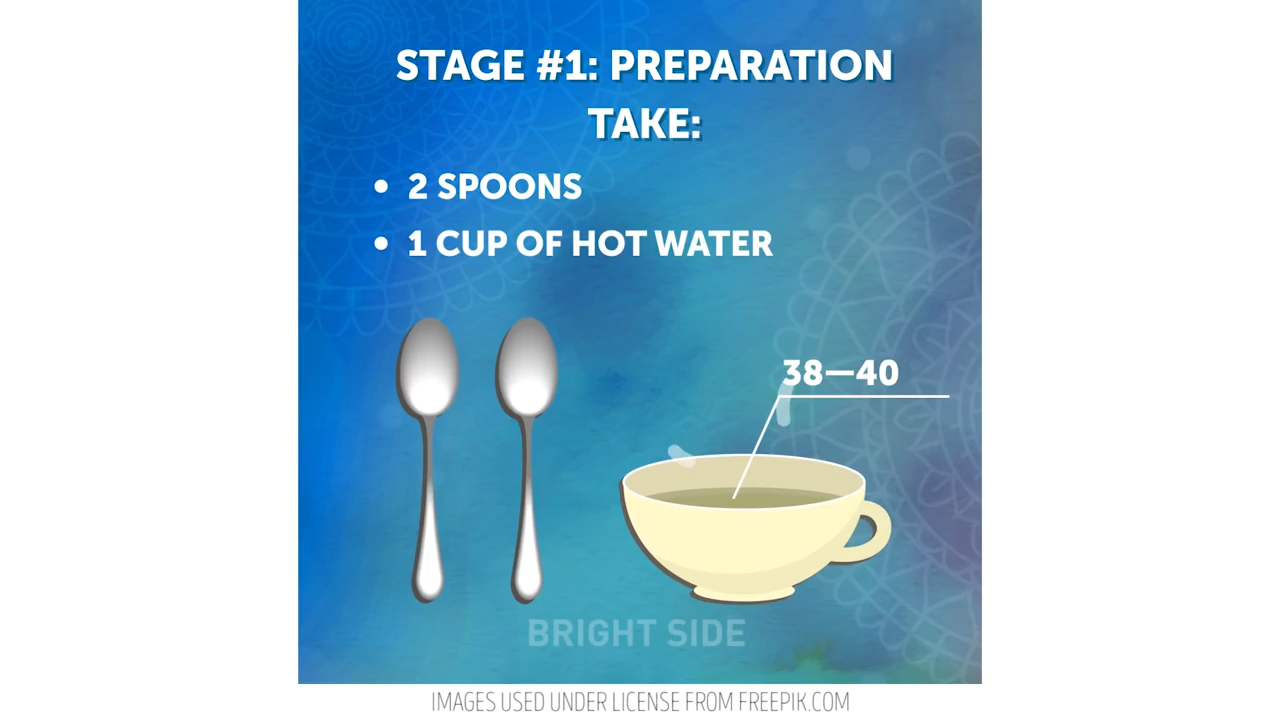 STAGE #1: PREPARATION
TAKE:
• 2 SPOONS
• 1 CUP OF HOT WATER
38—40
BRIGHT SIDE
IMAGES USED UNDER LICENSE FROM FREEPIK.COM